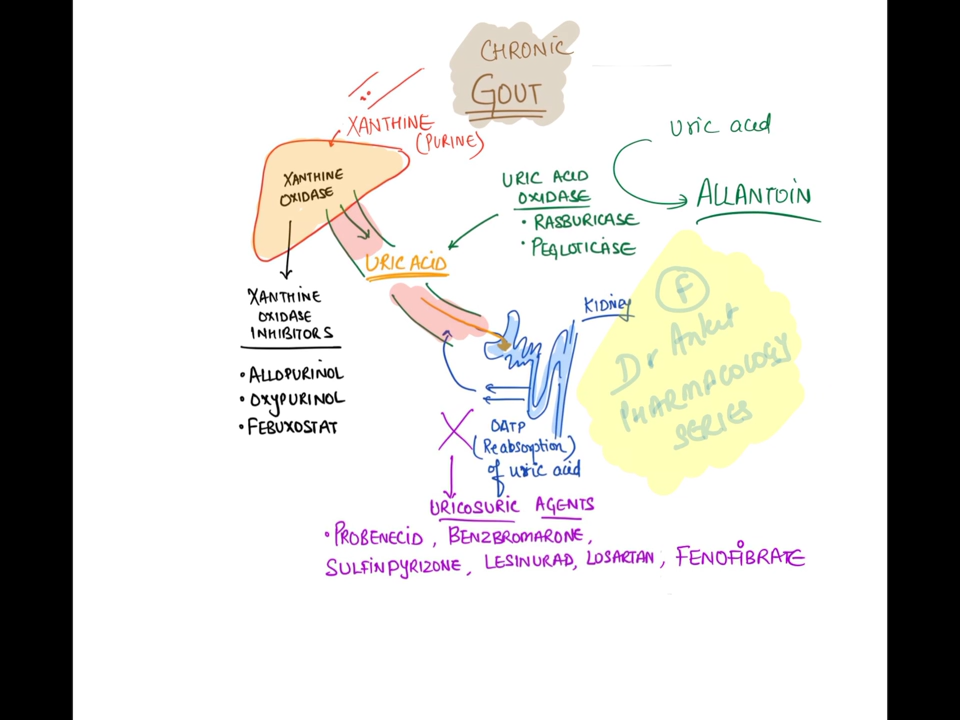 CHRONIC
GOUT
XANTHINE
(PURINE)
XANTHINE
OXIDASE
URIC ACID
URIC ACID
OXIDASE
• RASBURICASE
• PEGLOTICASE
uric acid
ALLANTOIN
XANTHINE
OXIDASE
INHIBITORS
• ALLOPURINOL
• OXYPURINOL
• FEBUXOSTAT
KIDNEY
OATP
(Reabsorption)
of uric acid
URICOSURIC AGENTS
• PROBENECID, BENZBROMARONE,
SULFINPYRIZONE, LESINURAD, LOSARTAN, FENOFIBRATE
F
Dr Ankit
PHARMACOLOGY
SERIES